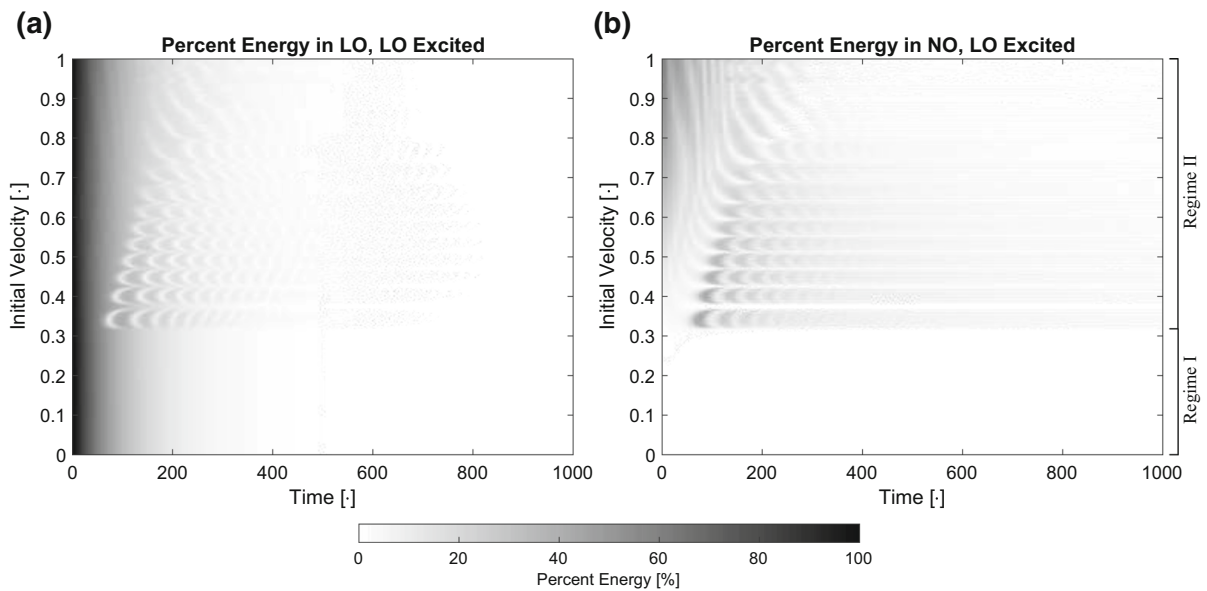 (a)
Percent Energy in LO, LO Excited
1
0.9
0.8
0.7
0.6
0.5
0.4
0.3
0.2
0.1
0
Initial Velocity [·]
0 200 400 600 800 1000
Time [·]
(b)
Percent Energy in NO, LO Excited
1
0.9
0.8
0.7
0.6
0.5
0.4
0.3
0.2
0.1
0
Initial Velocity [·]
0 200 400 600 800 1000
Time [·]
Regime II
Regime I
0 20 40 60 80 100
Percent Energy [%]